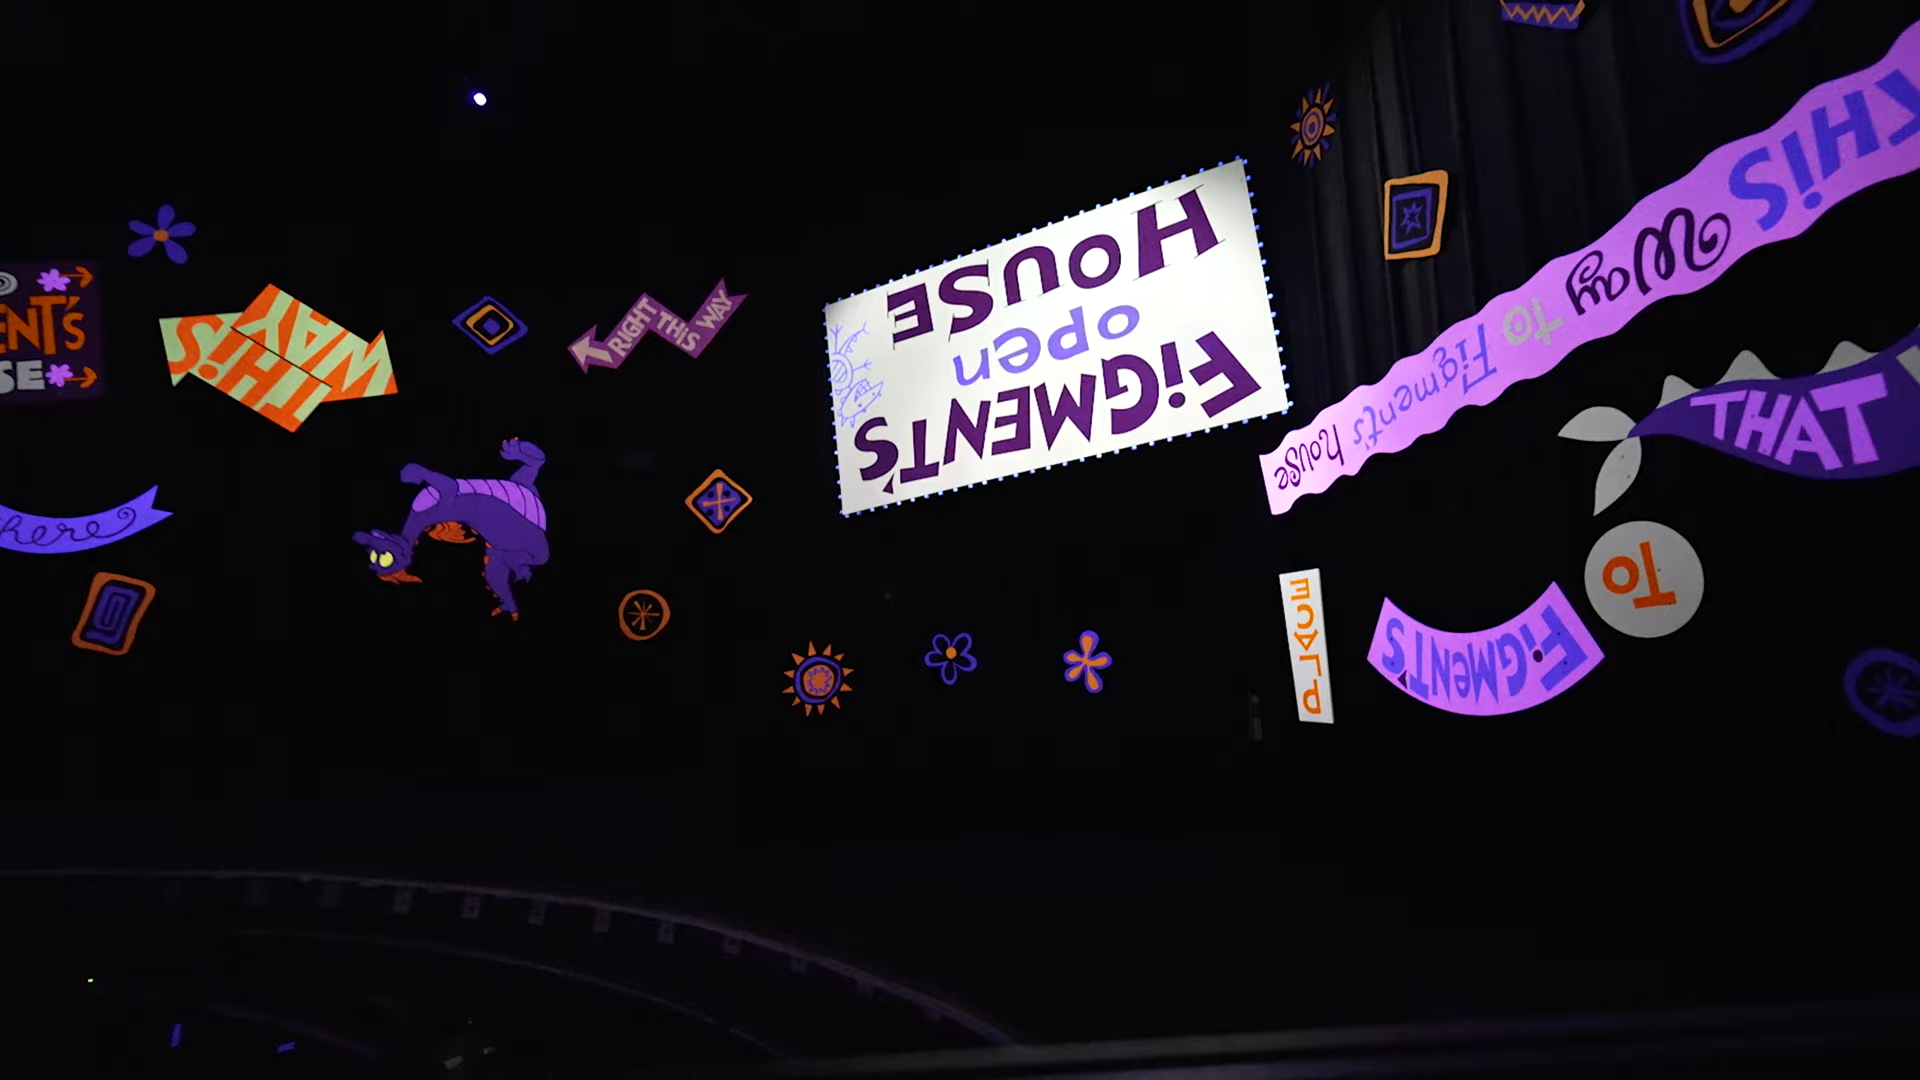 ENT'S
SE
THIS
WAY
here
RIGHT THIS WAY
FiGMENT'S
open
HOUSE
THIS Way to Figment's house
THAT
TO
FiGMENT'S
PLACE